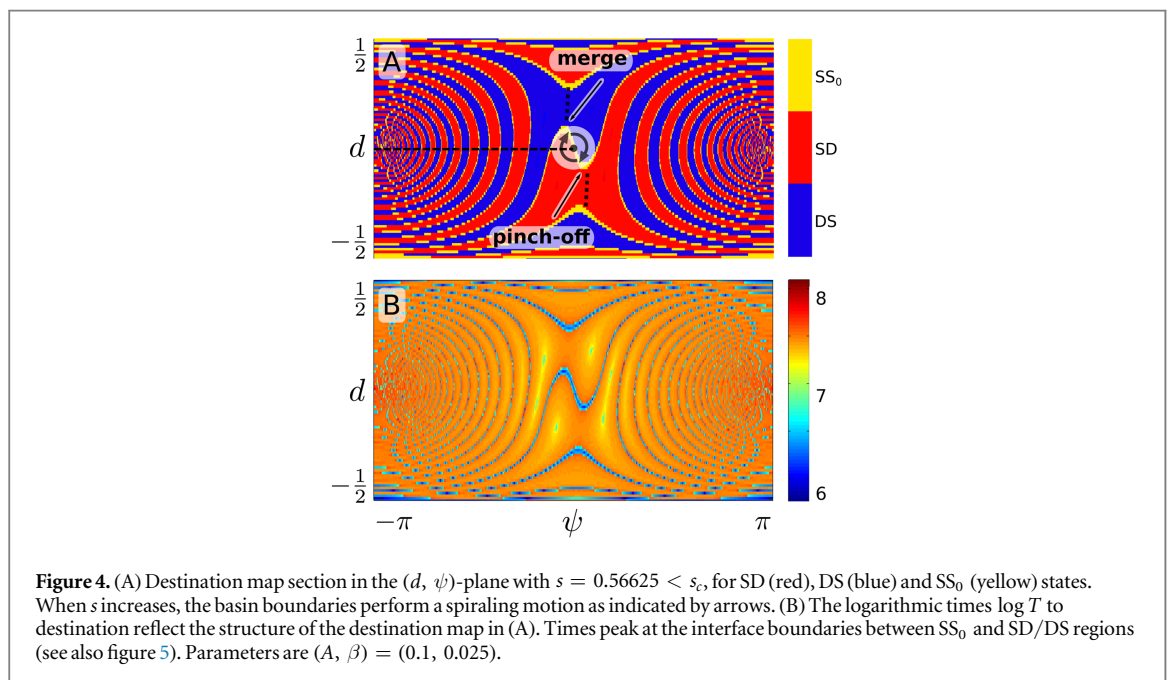 1/2
A
merge
SS₀
SD
d
pinch-off
DS
−1/2
1/2
B
8
d
7
−1/2
6
−π
ψ
π
Figure 4. (A) Destination map section in the (d, ψ)-plane with s = 0.56625 < s_c, for SD (red), DS (blue) and SS₀ (yellow) states.
When s increases, the basin boundaries perform a spiraling motion as indicated by arrows. (B) The logarithmic times log T to
destination reflect the structure of the destination map in (A). Times peak at the interface boundaries between SS₀ and SD/DS regions
(see also figure 5). Parameters are (A, β) = (0.1, 0.025).